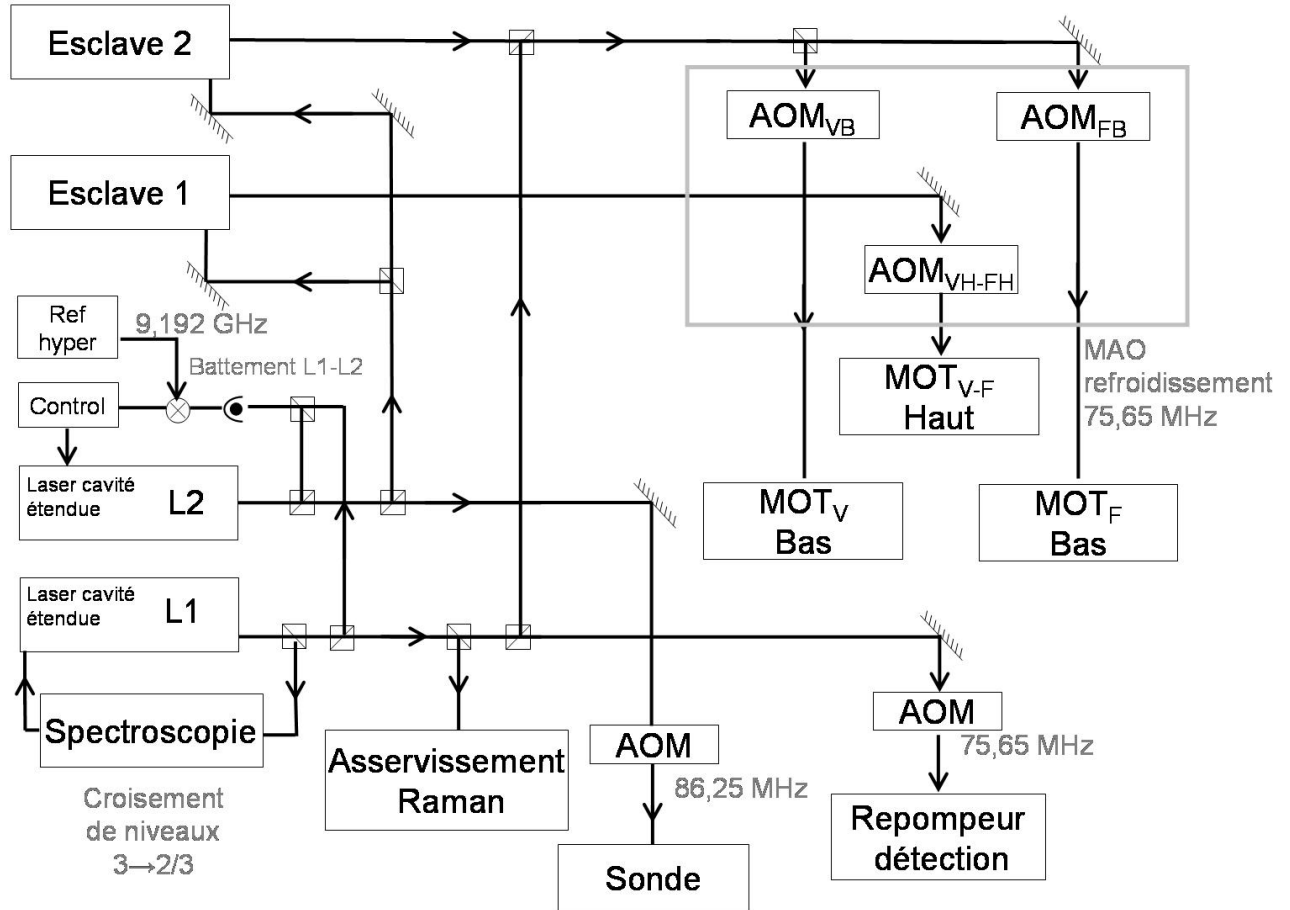 Esclave 2
AOM_VB
AOM_FB
Esclave 1
AOM_VH-FH
Ref
hyper
9,192 GHz
Battement L1-L2
Control
MOT_V-F
Haut
MAO
refroidissement
75,65 MHz
Laser cavité
étendue
L2
MOT_V
Bas
MOT_F
Bas
Laser cavité
étendue
L1
Spectroscopie
Croisement
de niveaux
3→2/3
Asservissement
Raman
AOM
86,25 MHz
Sonde
AOM
75,65 MHz
Repompeur
détection